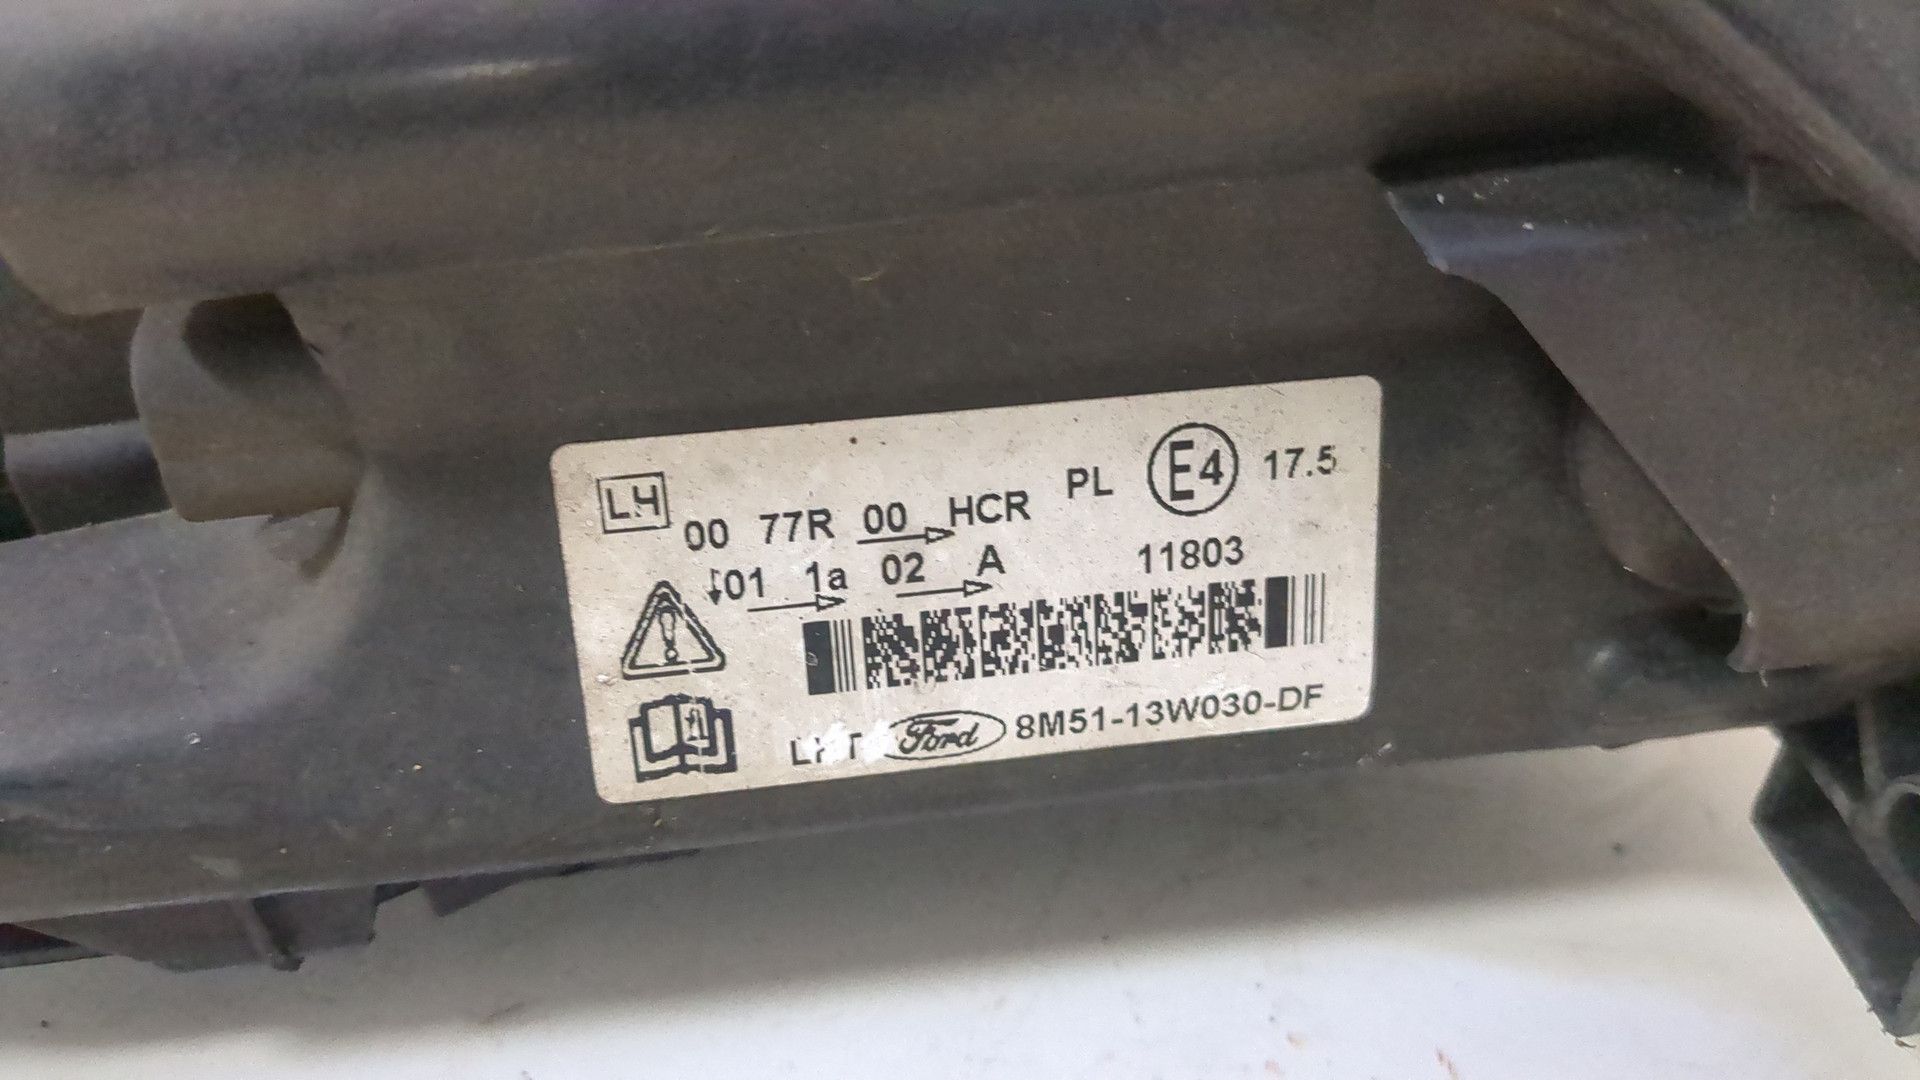 LH
00 77R 00 HCR PL E4 17.5
01 1a 02 A 11803
Ford 8M51-13W030-DF